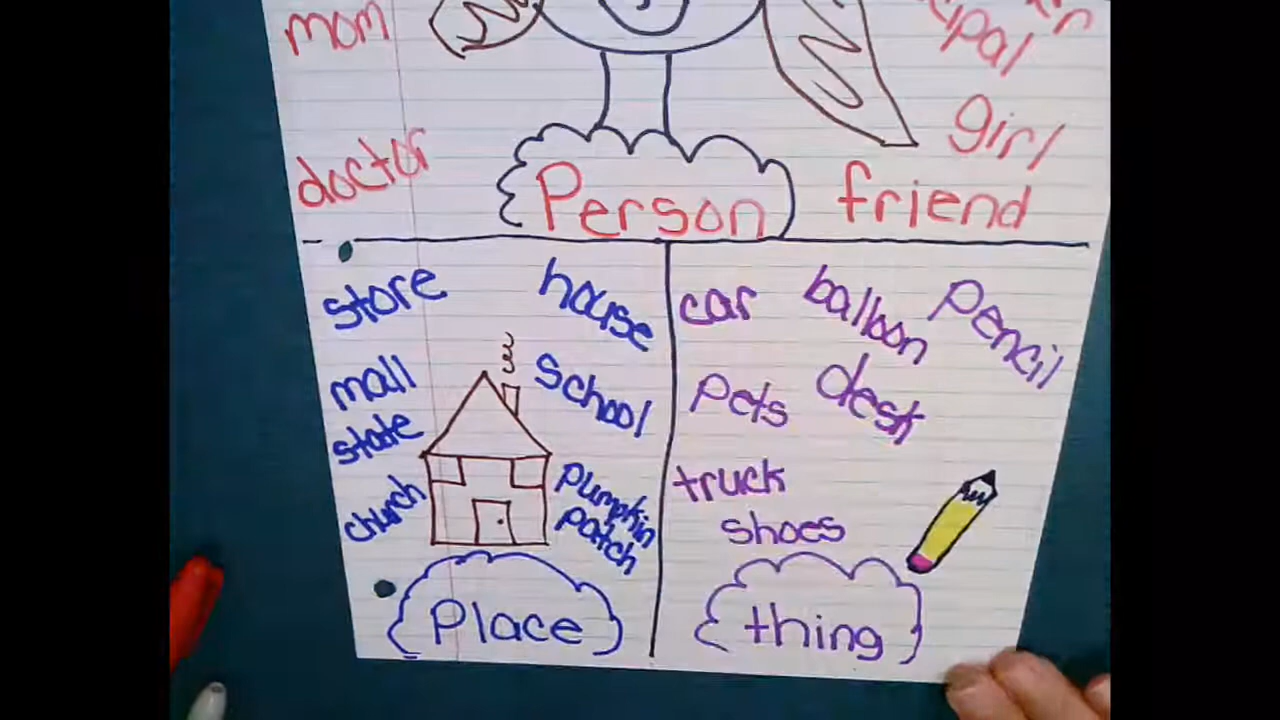 mom
girl
doctor
Person
friend
store
house
mall
school
state
church
pumpkin
patch
Place
car
balloon
Pencil
Pets
desk
truck
shoes
thing